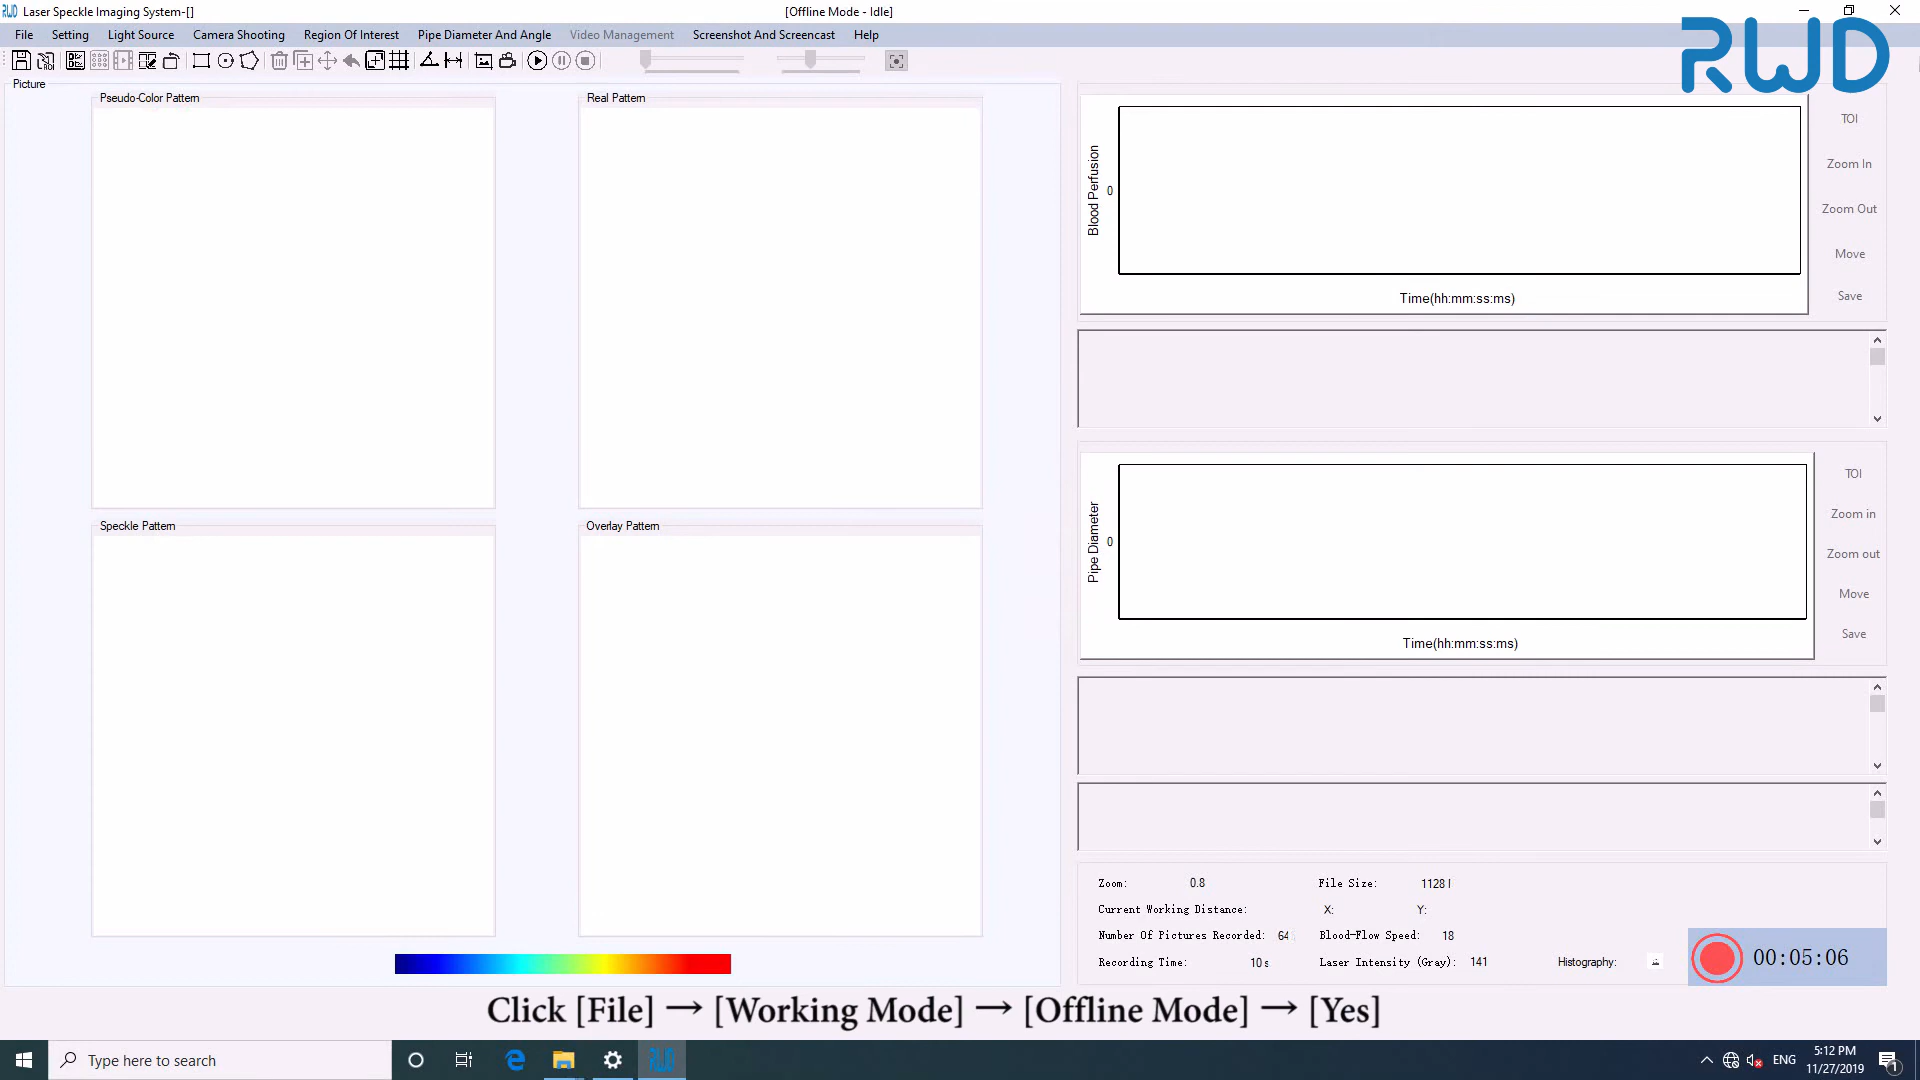 RWD Laser Speckle Imaging System-[]
[Offline Mode - Idle]
File Setting Light Source Camera Shooting Region Of Interest Pipe Diameter And Angle Video Management Screenshot And Screencast Help
RWD
Picture
Pseudo-Color Pattern
Real Pattern
Speckle Pattern
Overlay Pattern
Blood Perfusion
0
Time(hh:mm:ss:ms)
TOI
Zoom In
Zoom Out
Move
Save
Pipe Diameter
0
Time(hh:mm:ss:ms)
TOI
Zoom in
Zoom out
Move
Save
Zoom: 0.8 File Size: 1128
Current Working Distance: X: Y:
Number Of Pictures Recorded: 64 Blood-Flow Speed: 18
Recording Time: 10 s Laser Intensity (Gray): 141 Histography:
00:05:06
Click [File] → [Working Mode] → [Offline Mode] → [Yes]
Type here to search
RWD
ENG
5:12 PM
11/27/2019
1